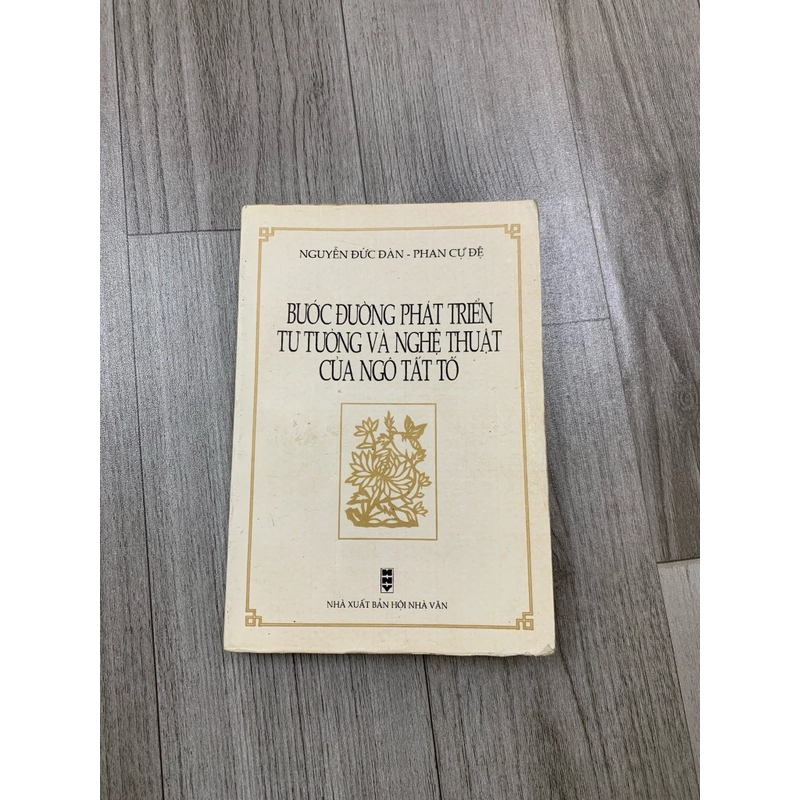 NGUYỄN ĐỨC ĐÀN - PHAN CỰ ĐỆ
BƯỚC ĐƯỜNG PHÁT TRIỂN
TƯ TƯỞNG VÀ NGHỆ THUẬT
CỦA NGÔ TẤT TỐ
HNV
NHÀ XUẤT BẢN HỘI NHÀ VĂN